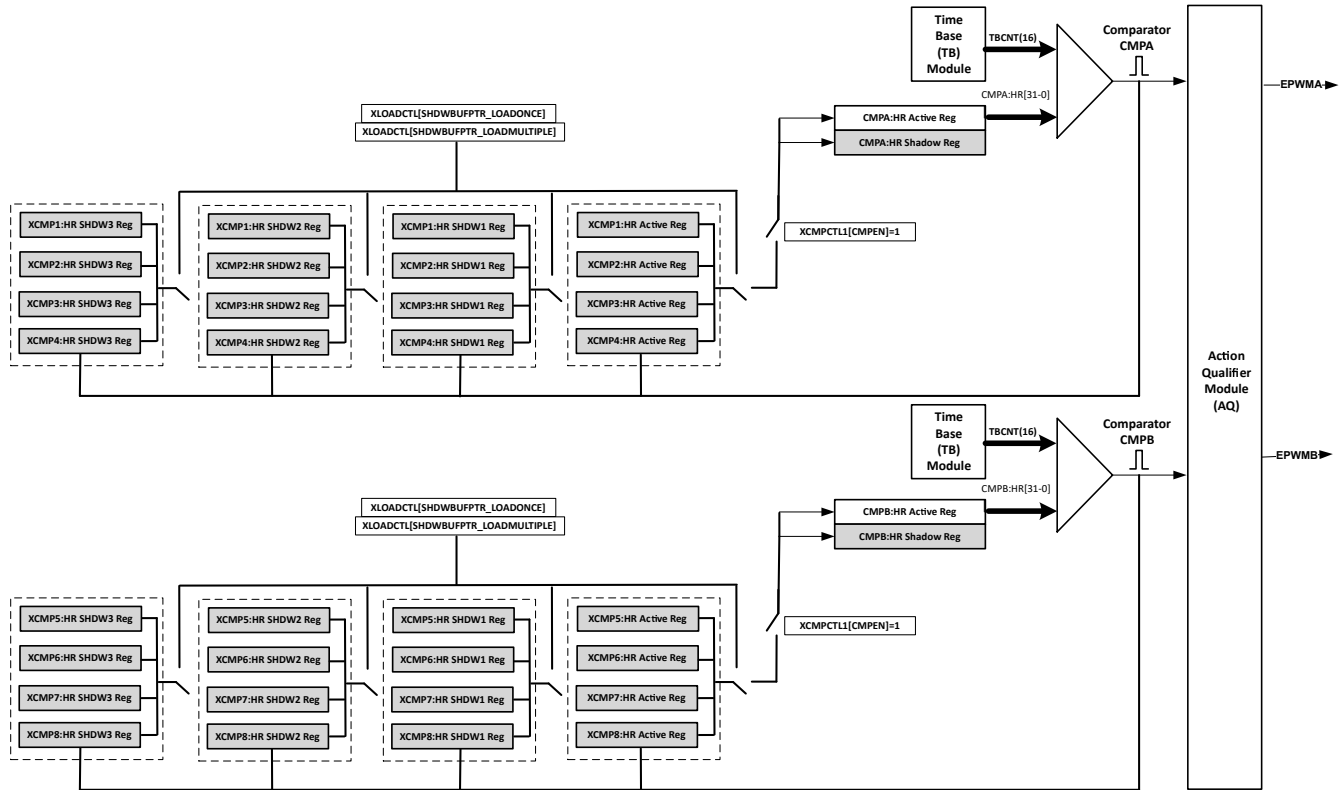 Time
Base
(TB)
Module
TBCNT(16)
Comparator
CMPA
CMPA:HR[31-0]
EPWMA
XLOADCTL[SHDWBUFPTR_LOADONCE]
XLOADCTL[SHDWBUFPTR_LOADMULTIPLE]
CMPA:HR Active Reg
CMPA:HR Shadow Reg
XCMPCTL1[CMPEN]=1
XCMP1:HR SHDW3 Reg
XCMP2:HR SHDW3 Reg
XCMP3:HR SHDW3 Reg
XCMP4:HR SHDW3 Reg
XCMP1:HR SHDW2 Reg
XCMP2:HR SHDW2 Reg
XCMP3:HR SHDW2 Reg
XCMP4:HR SHDW2 Reg
XCMP1:HR SHDW1 Reg
XCMP2:HR SHDW1 Reg
XCMP3:HR SHDW1 Reg
XCMP4:HR SHDW1 Reg
XCMP1:HR Active Reg
XCMP2:HR Active Reg
XCMP3:HR Active Reg
XCMP4:HR Active Reg
Action
Qualifier
Module
(AQ)
Time
Base
(TB)
Module
TBCNT(16)
Comparator
CMPB
CMPB:HR[31-0]
EPWMB
XLOADCTL[SHDWBUFPTR_LOADONCE]
XLOADCTL[SHDWBUFPTR_LOADMULTIPLE]
CMPB:HR Active Reg
CMPB:HR Shadow Reg
XCMPCTL1[CMPEN]=1
XCMP5:HR SHDW3 Reg
XCMP6:HR SHDW3 Reg
XCMP7:HR SHDW3 Reg
XCMP8:HR SHDW3 Reg
XCMP5:HR SHDW2 Reg
XCMP6:HR SHDW2 Reg
XCMP7:HR SHDW2 Reg
XCMP8:HR SHDW2 Reg
XCMP5:HR SHDW1 Reg
XCMP6:HR SHDW1 Reg
XCMP7:HR SHDW1 Reg
XCMP8:HR SHDW1 Reg
XCMP5:HR Active Reg
XCMP6:HR Active Reg
XCMP7:HR Active Reg
XCMP8:HR Active Reg